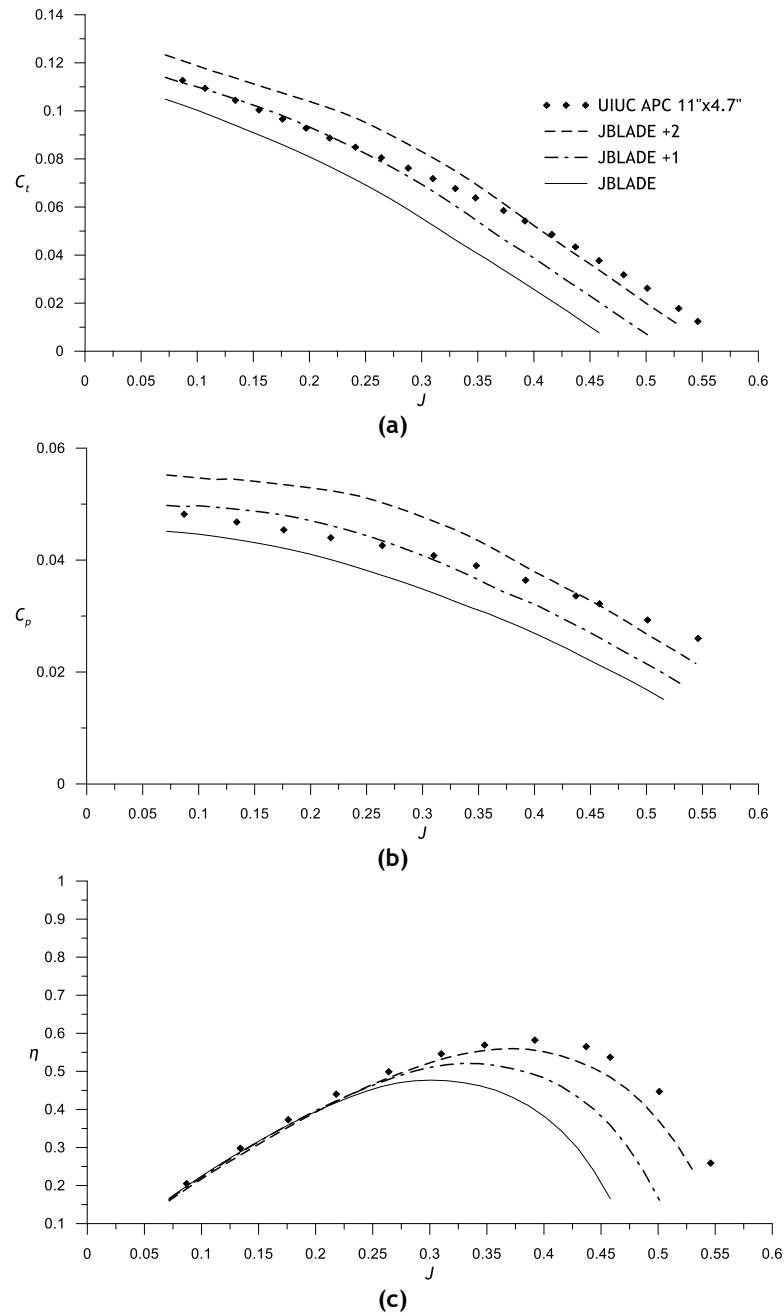 0.14
0.12
0.1
0.08
0.06
0.04
0.02
0
Cₜ
UIUC APC 11"x4.7"
JBLADE +2
JBLADE +1
JBLADE
0 0.05 0.1 0.15 0.2 0.25 0.3 0.35 0.4 0.45 0.5 0.55 0.6
J
(a)
0.06
0.04
0.02
0
Cₚ
0 0.05 0.1 0.15 0.2 0.25 0.3 0.35 0.4 0.45 0.5 0.55 0.6
J
(b)
1
0.9
0.8
0.7
0.6
0.5
0.4
0.3
0.2
0.1
η
0 0.05 0.1 0.15 0.2 0.25 0.3 0.35 0.4 0.45 0.5 0.55 0.6
J
(c)